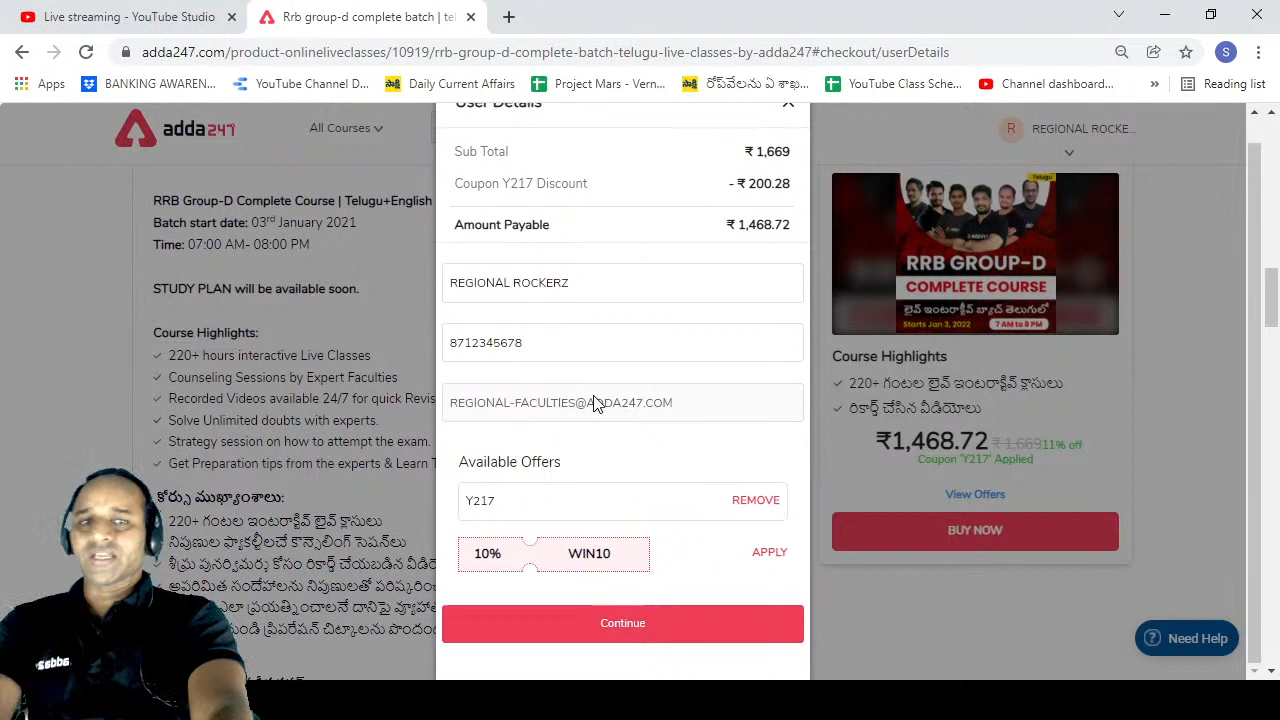 Live streaming - YouTube Studio
Rrb group-d complete batch | tel
adda247.com/product-onlineliveclasses/10919/rrb-group-d-complete-batch-telugu-live-classes-by-adda247#checkout/userDetails
S
Apps
BANKING AWAREN...
YouTube Channel D...
Daily Current Affairs
Project Mars - Vern...
రోప్‌వేలను ఏ శాఖ...
YouTube Class Sche...
Channel dashboard...
Reading list
adda247
All Courses
User Details
R
REGIONAL ROCKE...
Sub Total
₹ 1,669
Coupon Y217 Discount
- ₹ 200.28
Amount Payable
₹ 1,468.72
REGIONAL ROCKERZ
8712345678
REGIONAL-FACULTIES@ADDA247.COM
Available Offers
Y217
REMOVE
10%
WIN10
APPLY
Continue
RRB GROUP-D Complete Course | Telugu+English
Batch start date: 03rd January 2021
Time: 07:00 AM- 08:00 PM
STUDY PLAN will be available soon.
Course Highlights:
220+ hours interactive Live Classes
Counseling Sessions by Expert Faculties
Recorded Videos available 24/7 for quick Revis
Solve Unlimited doubts with experts.
Strategy session on how to attempt the exam.
Get Preparation tips from the experts & Learn T
కోర్సు ముఖ్యాంశాలు:
220+ గంటల ఇంటరాక్టివ్ లైవ్ క్లాసులు
Telugu
RRB GROUP-D
COMPLETE COURSE
లైవ్ ఇంటరాక్టివ్ బ్యాచ్ తెలుగులో
Starts Jan 3, 2022
7 AM to 8 PM
Course Highlights
220+ గంటల లైవ్ ఇంటరాక్టివ్ క్లాసులు
రికార్డ్ చేసిన వీడియోలు
₹1,468.72 ₹ 1,669 11% off
Coupon 'Y217' Applied
View Offers
BUY NOW
Need Help